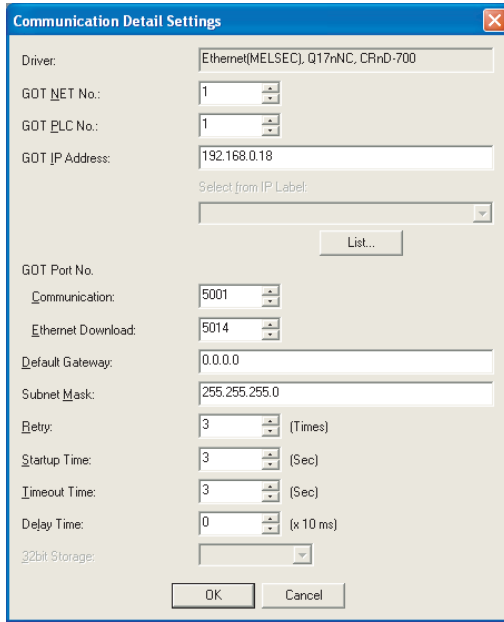 Communication Detail Settings
Driver: Ethernet(MELSEC), Q17nNC, CRnD-700
GOT NET No.: 1
GOT PLC No.: 1
GOT IP Address: 192.168.0.18
Select from IP Label:
List...
GOT Port No.
Communication: 5001
Ethernet Download: 5014
Default Gateway: 0.0.0.0
Subnet Mask: 255.255.255.0
Retry: 3 (Times)
Startup Time: 3 (Sec)
Timeout Time: 3 (Sec)
Delay Time: 0 (x 10 ms)
32bit Storage:
OK Cancel